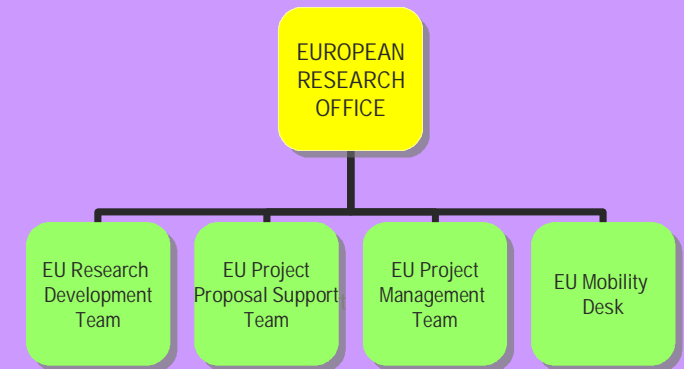 EUROPEAN
RESEARCH
OFFICE
EU Research
Development
Team
EU Project
Proposal Support
Team
EU Project
Management
Team
EU Mobility
Desk